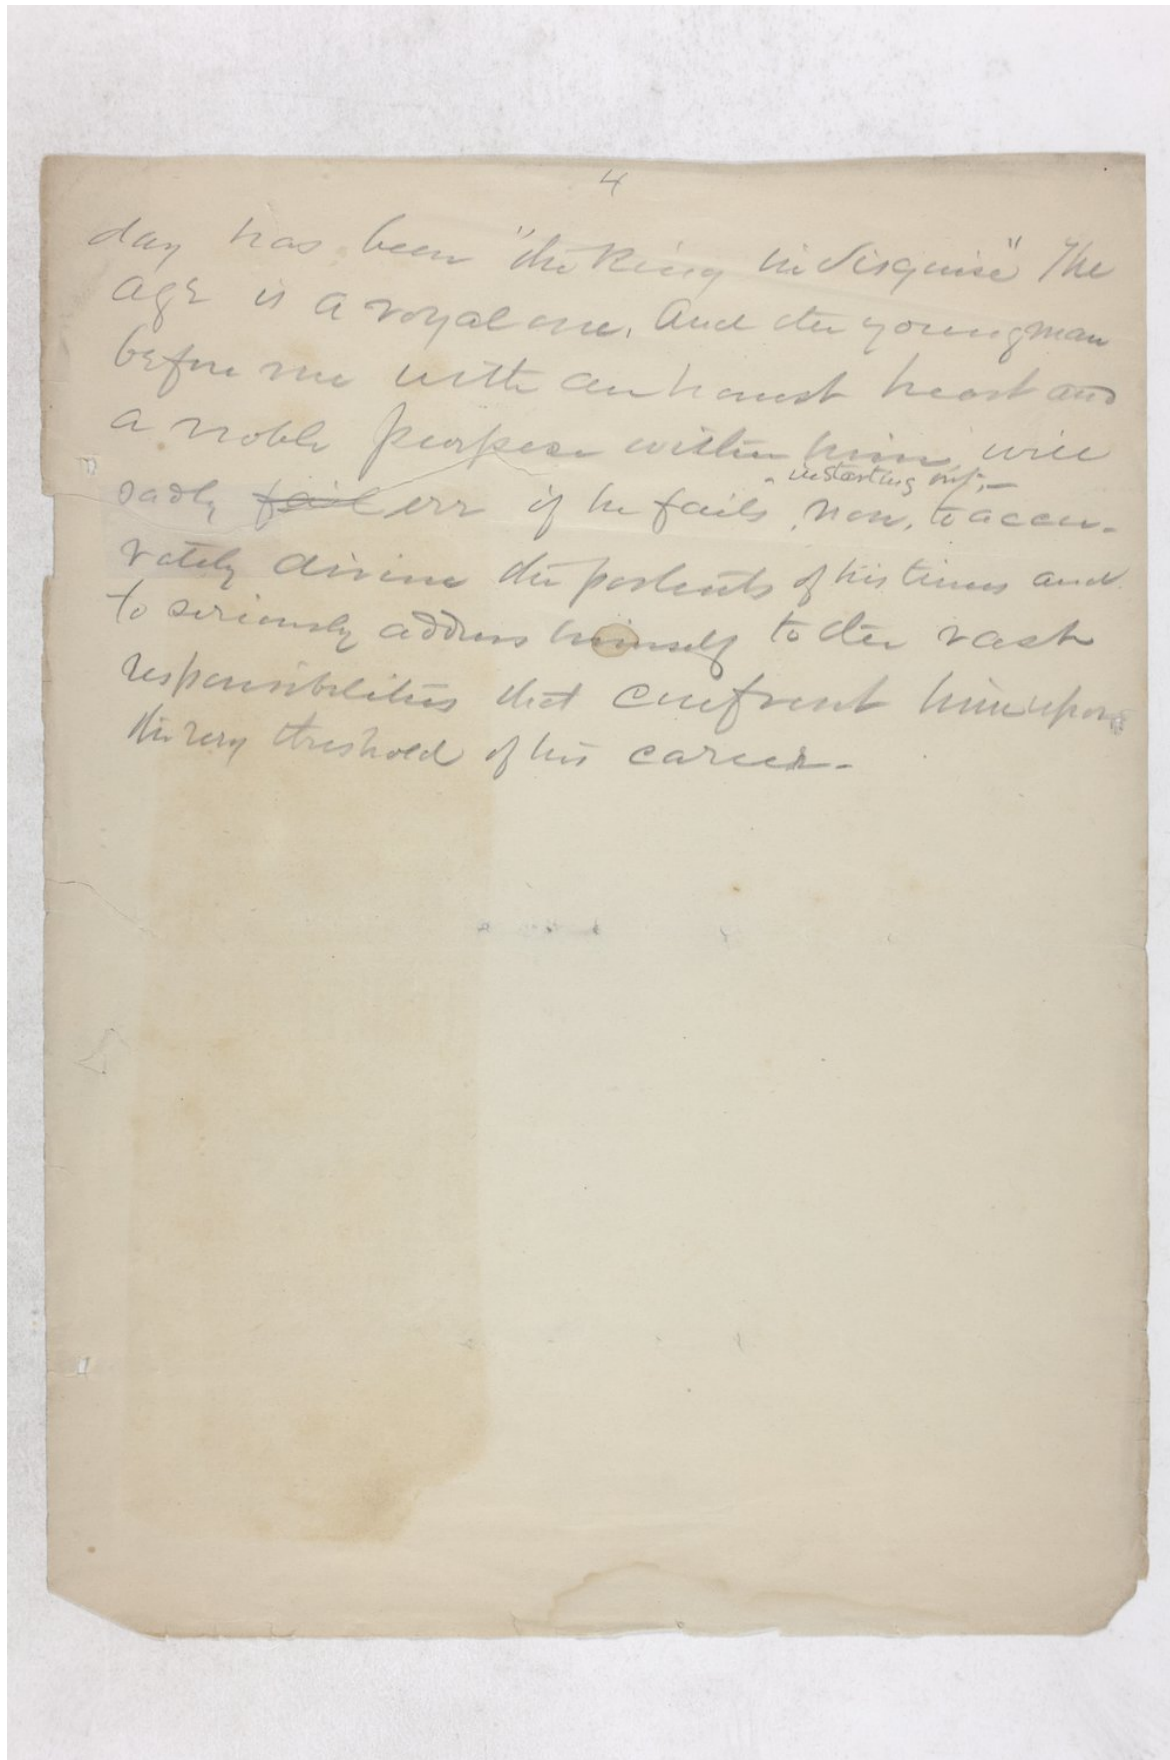 4
day has been "the King in disguise" The
age is a royal one. And the young man
before me with an honest heart and
a noble purpose within him, will
in starting out,—
sadly fail err if he fails, now, to accu-
rately divine the portents of his times and
to seriously address himself to the vast
responsibilities that confront him upon
the very threshold of his career.-